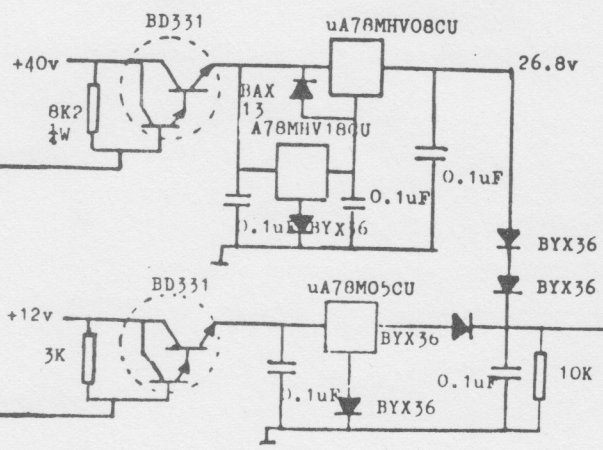 BD331
uA78MHV08CU
+40v
26.8v
8K2
¼W
BAX
13
A78MHV18CU
0.1uF
0.1uF
0.1uF
BYX36
BYX36
BYX36
BD331
uA78M05CU
+12v
3K
BYX36
0.1uF
0.1uF
10K
BYX36